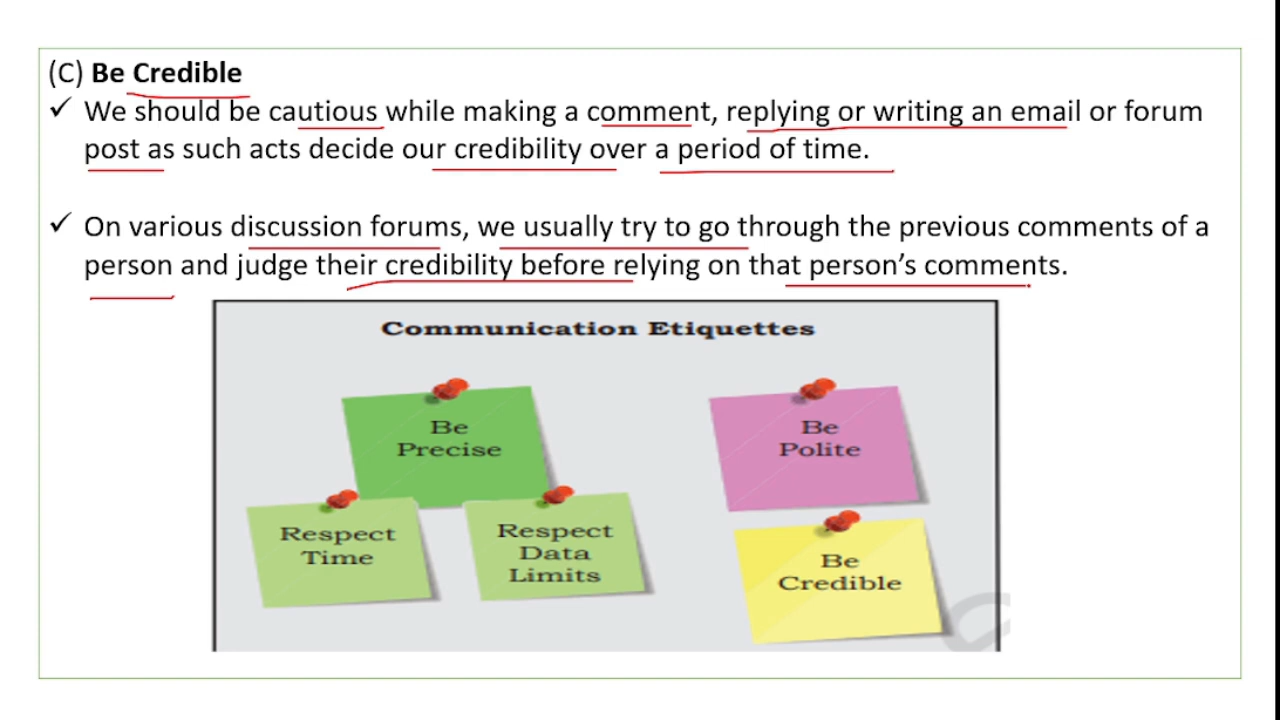 (C) Be Credible
✓ We should be cautious while making a comment, replying or writing an email or forum
post as such acts decide our credibility over a period of time.
✓ On various discussion forums, we usually try to go through the previous comments of a
person and judge their credibility before relying on that person's comments.
Communication Etiquettes
Be
Precise
Be
Polite
Respect
Time
Respect
Data
Limits
Be
Credible